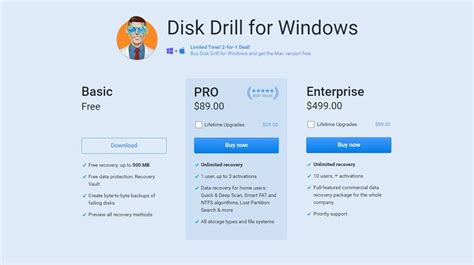 Disk Drill for Windows
Limited Time! 2-for-1 Deal!
Buy Disk Drill for Windows and get the Mac version free
Basic
Free
Download
Free recovery: up to 500 MB
Free data protection: Recovery
Vault
Create byte-to-byte backups of
failing disks
Preview all recovery methods
PRO
BEST VALUE
$89.00
Lifetime Upgrades $29.00
Buy now
Unlimited recovery
1 user, up to 3 activations
Data recovery for home users:
Quick & Deep Scan, Smart FAT and
NTFS algorithms, Lost Partition
Search & more
All storage types and file systems
Enterprise
$499.00
Lifetime Upgrades $99.00
Buy now
Unlimited recovery
10 users, ∞ activations
Full-featured commercial data
recovery package for the whole
company
Priority support